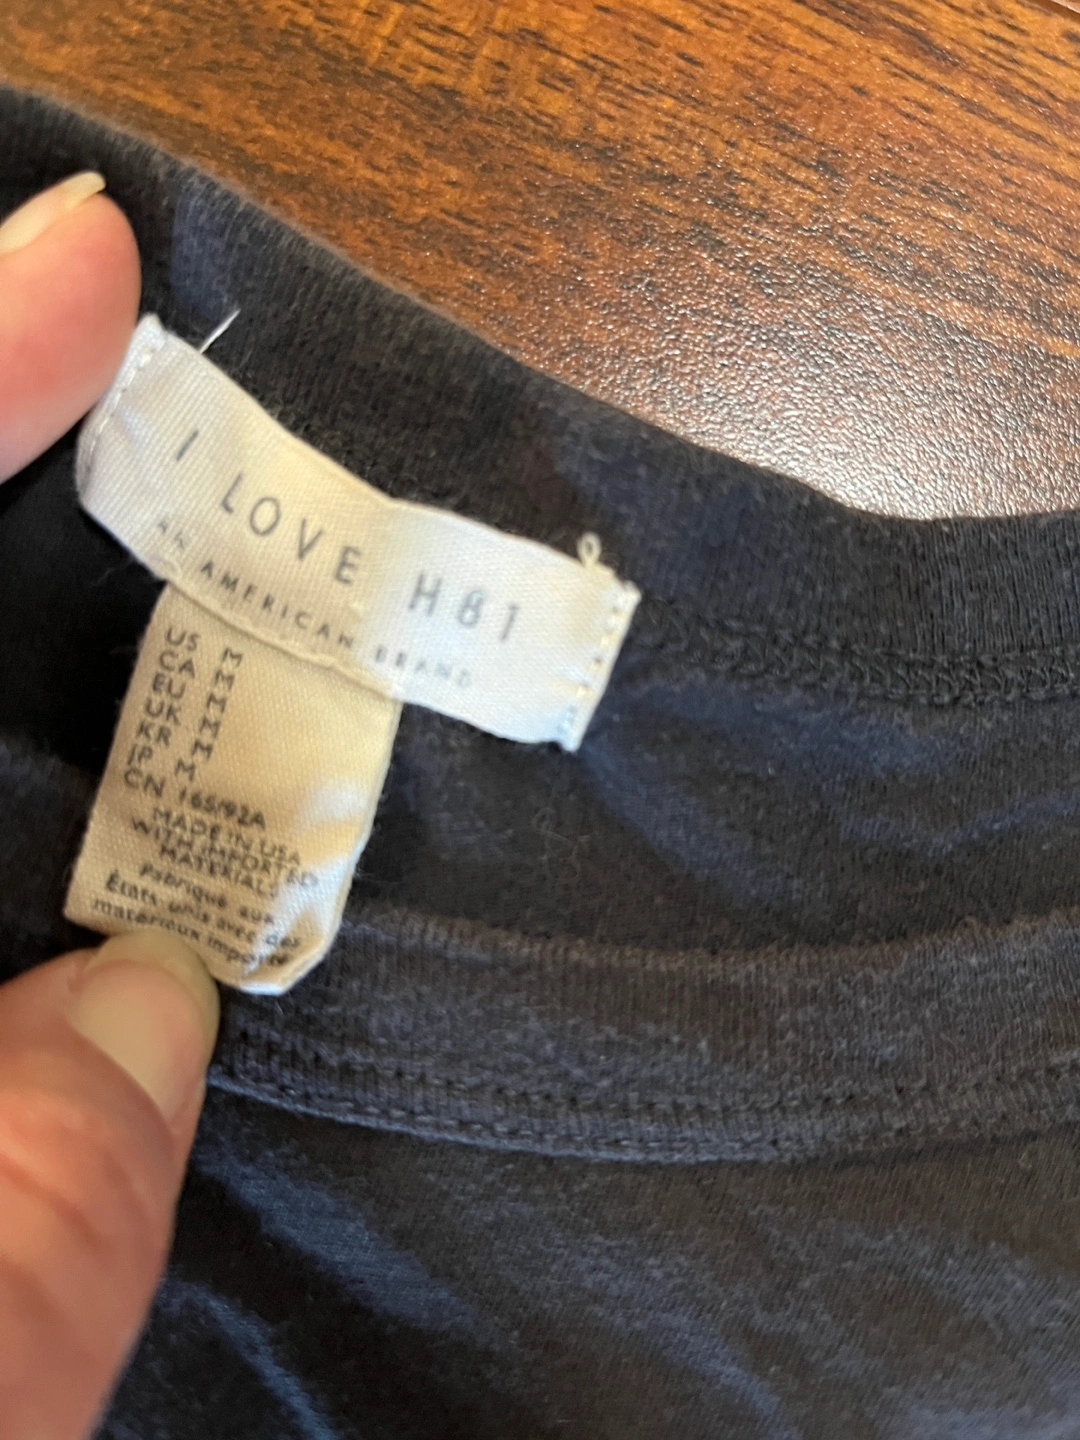 I LOVE H81
AN AMERICAN BRAND
US M
CA M
EU M
UK M
KR M
JP M
CN 165/92A
MADE IN USA
WITH IMPORTED
MATERIALS
Fabriqué aux
États-unis avec des
matériaux importé